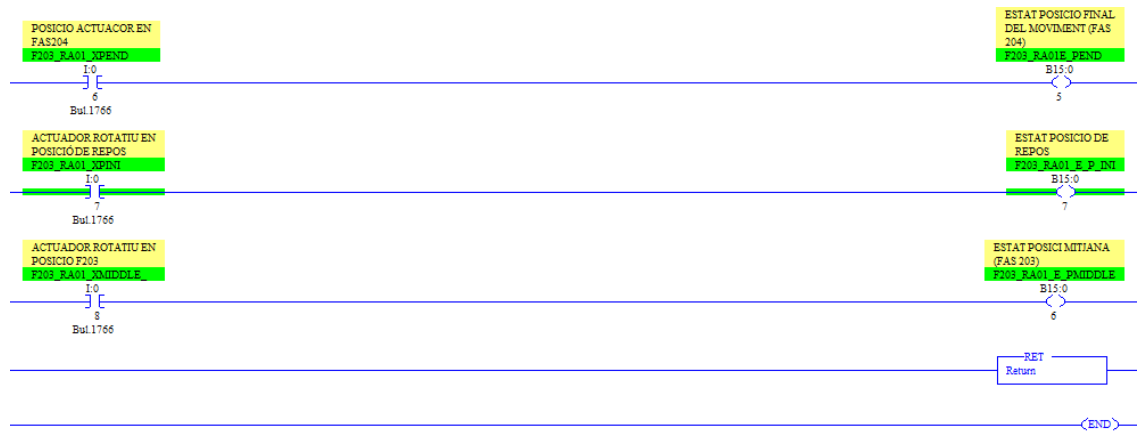 POSICIO ACTUACOR EN
FAS204
F203_RA01_XPEND
I:0
6
Bul.1766
ESTAT POSICIO FINAL
DEL MOVIMENT (FAS
204)
F203_RA01E_PEND
B15:0
5
ACTUADOR ROTATIU EN
POSICIÓ DE REPOS
F203_RA01_XPINI
I:0
7
Bul.1766
ESTAT POSICIO DE
REPOS
F203_RA01_E_P_INI
B15:0
7
ACTUADOR ROTATIU EN
POSICIO F203
F203_RA01_XMIDDLE_
I:0
8
Bul.1766
ESTAT POSICI MITJANA
(FAS 203)
F203_RA01_E_PMIDDLE
B15:0
6
RET
Return
END